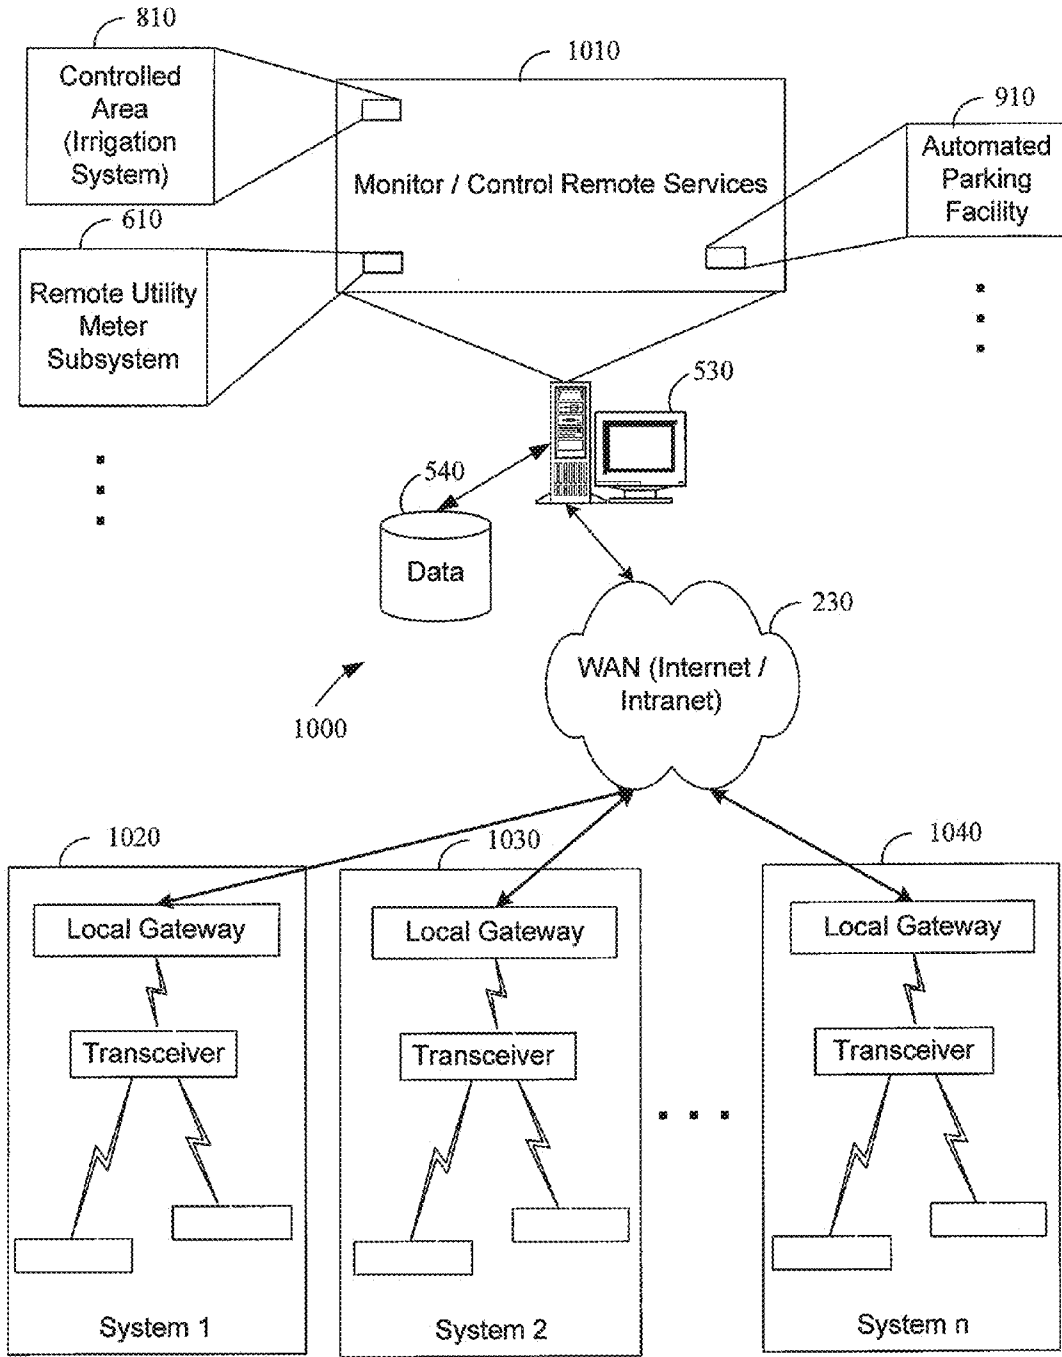 810
Controlled
Area
(Irrigation
System)
1010
Monitor / Control Remote Services
910
Automated
Parking
Facility
610
Remote Utility
Meter
Subsystem
530
540
Data
230
WAN (Internet /
Intranet)
1000
1020
Local Gateway
Transceiver
System 1
1030
Local Gateway
Transceiver
System 2
1040
Local Gateway
Transceiver
System n